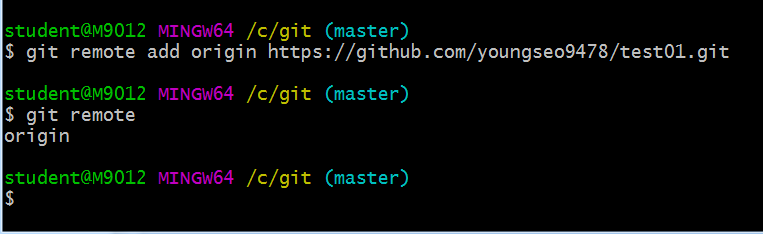 student@M9012 MINGW64 /c/git (master)
$ git remote add origin https://github.com/youngseo9478/test01.git
student@M9012 MINGW64 /c/git (master)
$ git remote
origin
student@M9012 MINGW64 /c/git (master)
$